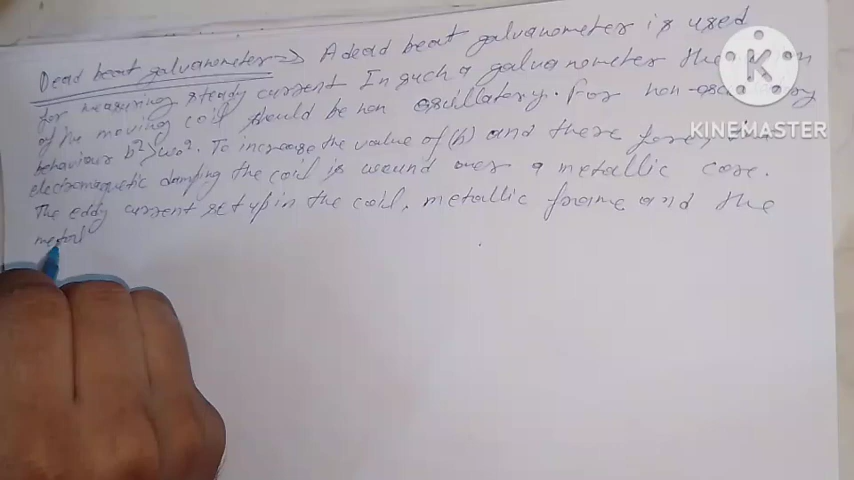 Dead beat galvanometer => A dead beat galvanometer is used
for measuring steady current In such a galvanometer the
of the moving coil should be non oscillatory. For non-
behaviour b²>ω₀². To increase the value of (b) and there fore,
electromagnetic damping the coil is wound over a metallic core.
The eddy current set up in the coil, metallic frame and the
KINEMASTER